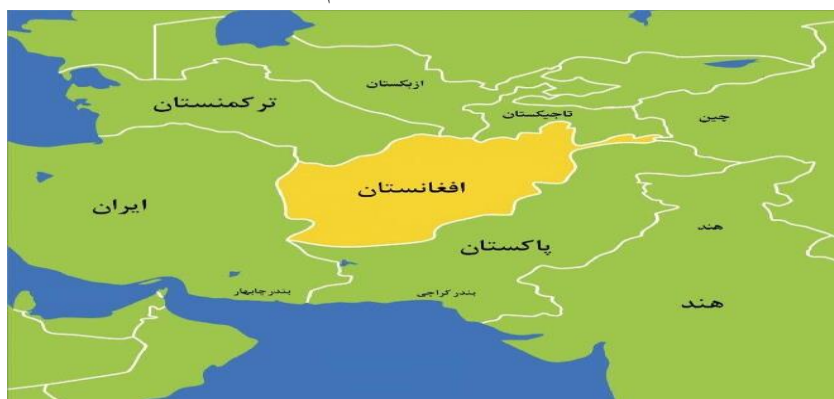 ازبکستان
ترکمنستان
تاجیکستان
چین
افغانستان
ایران
هند
پاکستان
بندر چابهار
بندر کراچی
هند